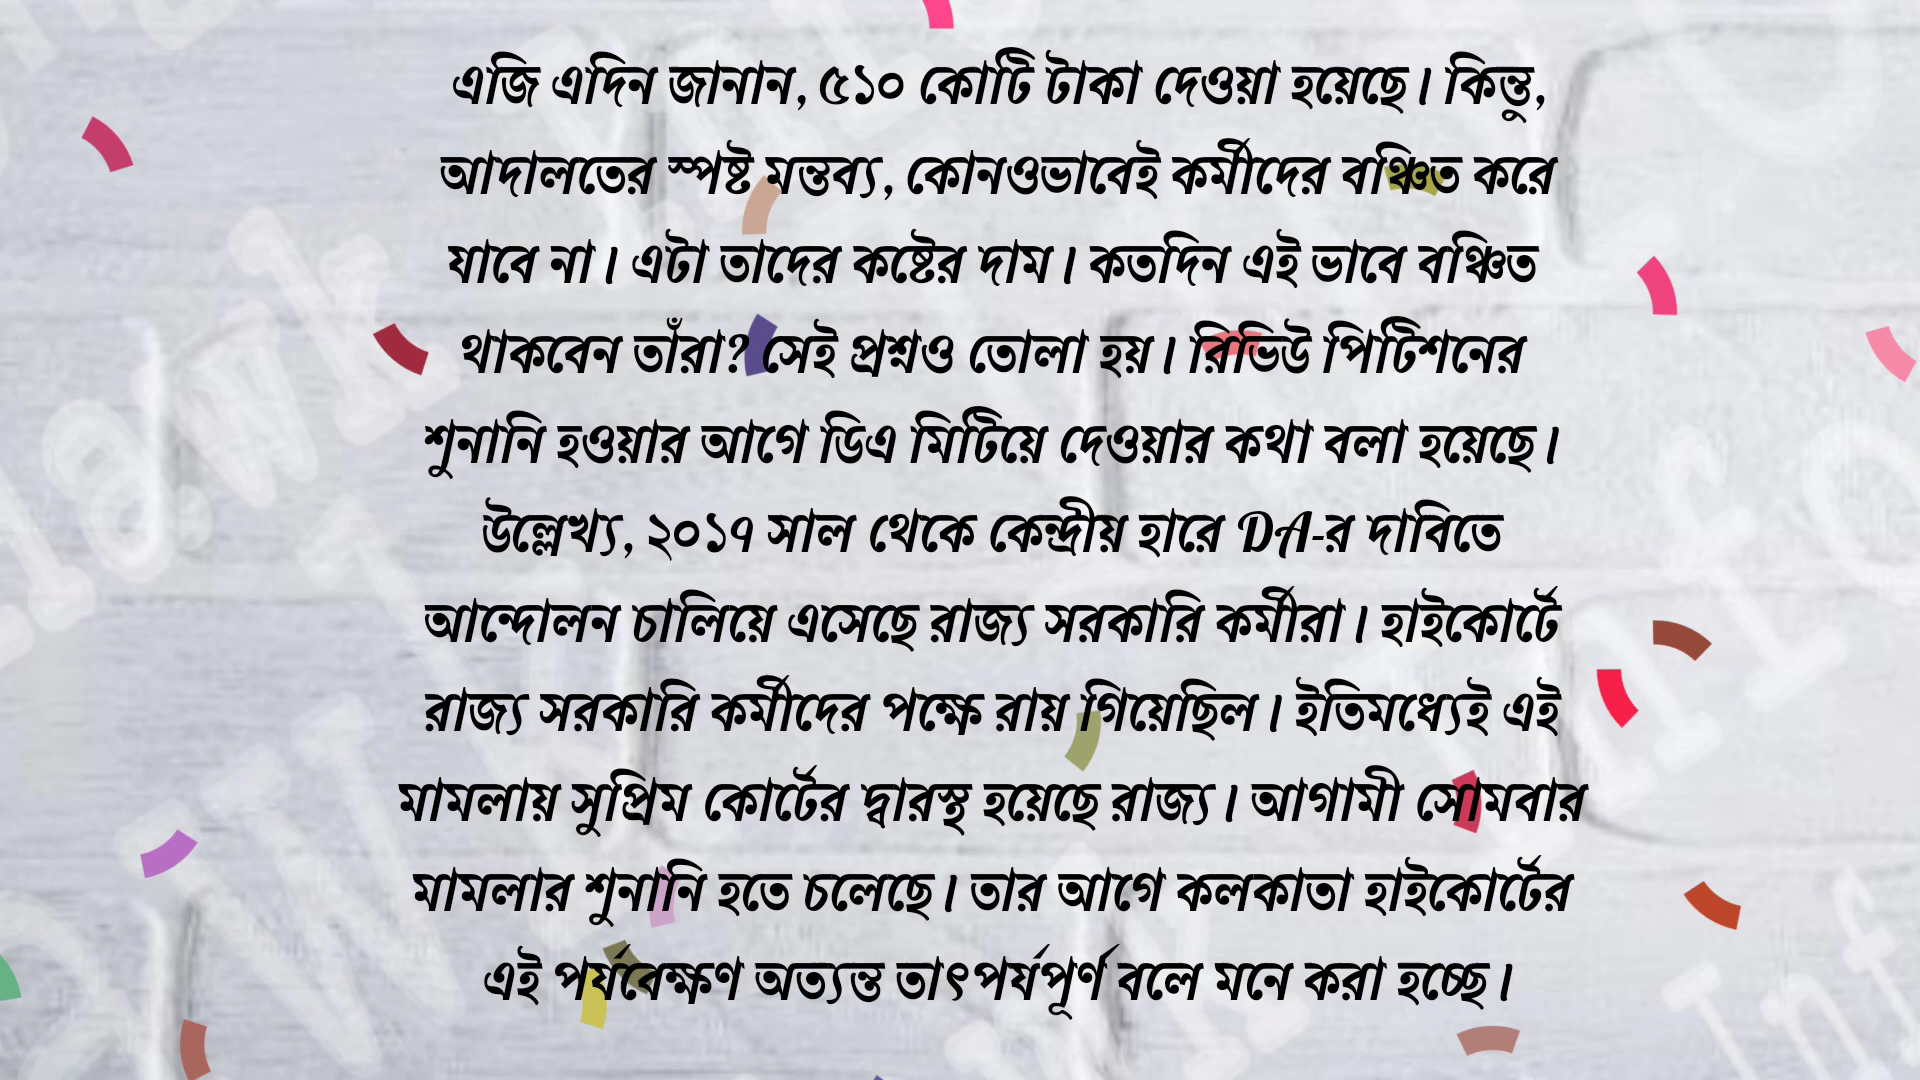 এজি এদিন জানান, ৫১০ কোটি টাকা দেওয়া হয়েছে। কিন্তু,
আদালতের স্পষ্ট মন্তব্য, কোনওভাবেই কর্মীদের বঞ্চিত করে
যাবে না। এটা তাদের কষ্টের দাম। কতদিন এই ভাবে বঞ্চিত
থাকবেন তাঁরা? সেই প্রশ্নও তোলা হয়। রিভিউ পিটিশনের
শুনানি হওয়ার আগে ডিএ মিটিয়ে দেওয়ার কথা বলা হয়েছে।
উল্লেখ্য, ২০১৭ সাল থেকে কেন্দ্রীয় হারে DA-র দাবিতে
আন্দোলন চালিয়ে এসেছে রাজ্য সরকারি কর্মীরা। হাইকোর্টে
রাজ্য সরকারি কর্মীদের পক্ষে রায় গিয়েছিল। ইতিমধ্যেই এই
মামলায় সুপ্রিম কোর্টের দ্বারস্থ হয়েছে রাজ্য। আগামী সোমবার
মামলার শুনানি হতে চলেছে। তার আগে কলকাতা হাইকোর্টের
এই পর্যবেক্ষণ অত্যন্ত তাৎপর্যপূর্ণ বলে মনে করা হচ্ছে।